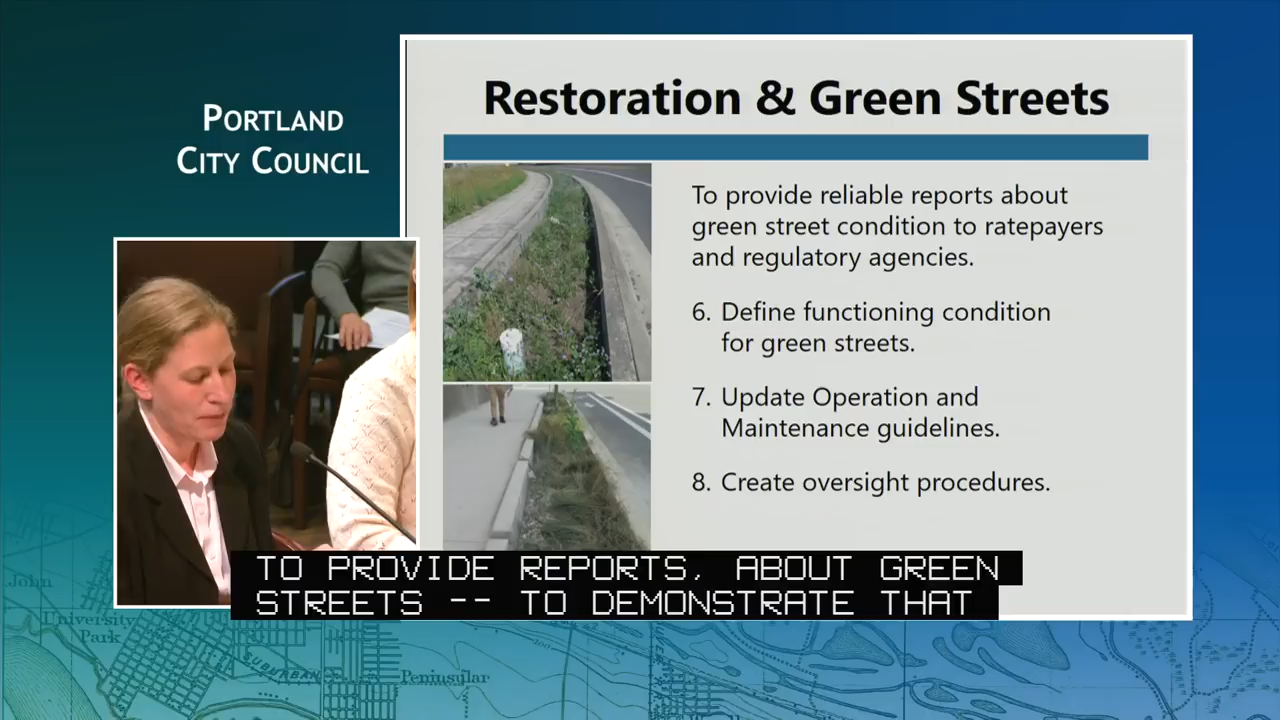 PORTLAND
CITY COUNCIL
Restoration & Green Streets
To provide reliable reports about
green street condition to ratepayers
and regulatory agencies.
6. Define functioning condition
for green streets.
7. Update Operation and
Maintenance guidelines.
8. Create oversight procedures.
TO PROVIDE REPORTS, ABOUT GREEN
STREETS -- TO DEMONSTRATE THAT
John
University
Park
SUBURBAN
Peninsular